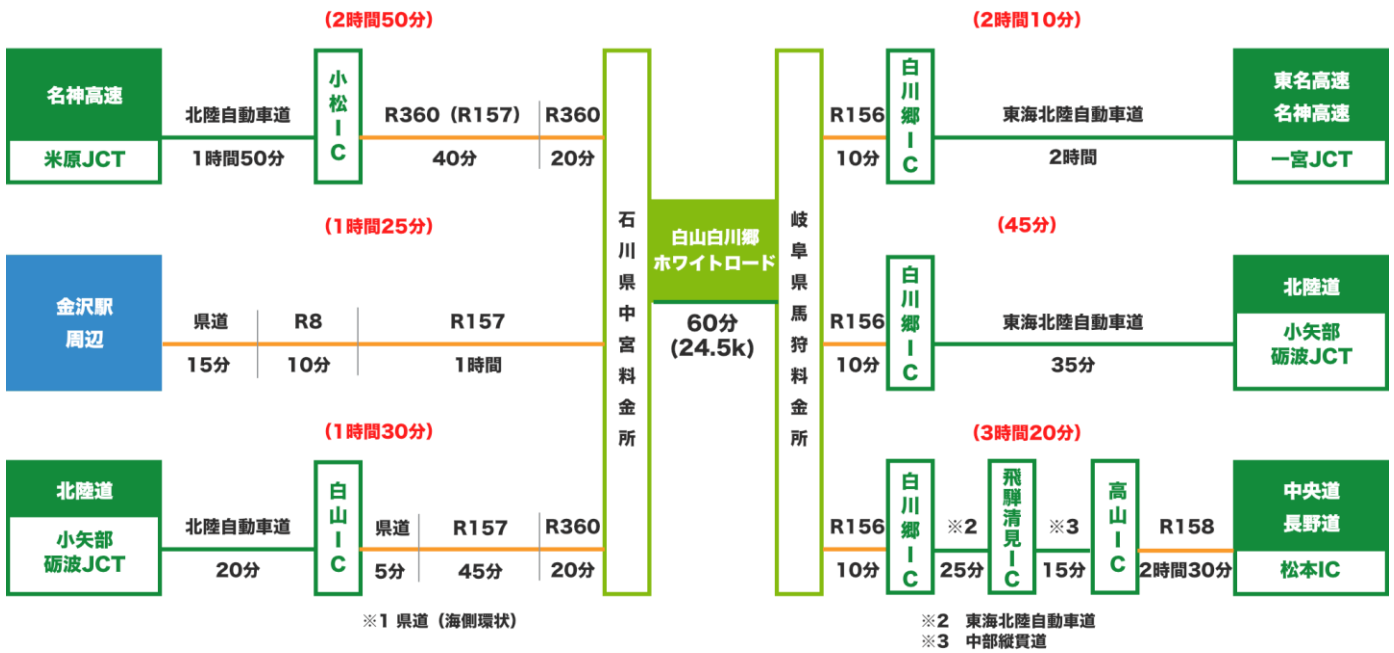 (2時間50分)
名神高速
米原JCT
北陸自動車道
1時間50分
小松IC
R360（R157）
40分
R360
20分
(1時間25分)
金沢駅
周辺
県道
15分
R8
10分
R157
1時間
(1時間30分)
北陸道
小矢部
砺波JCT
北陸自動車道
20分
白山IC
県道
5分
R157
45分
R360
20分
※1 県道（海側環状）
石川県中宮料金所
白山白川郷
ホワイトロード
60分
(24.5k)
岐阜県馬狩料金所
(2時間10分)
R156
10分
白川郷IC
東海北陸自動車道
2時間
東名高速
名神高速
一宮JCT
(45分)
R156
10分
白川郷IC
東海北陸自動車道
35分
北陸道
小矢部
砺波JCT
(3時間20分)
R156
10分
白川郷IC
※2
25分
飛騨清見IC
※3
15分
高山IC
R158
2時間30分
中央道
長野道
松本IC
※2　東海北陸自動車道
※3　中部縦貫道